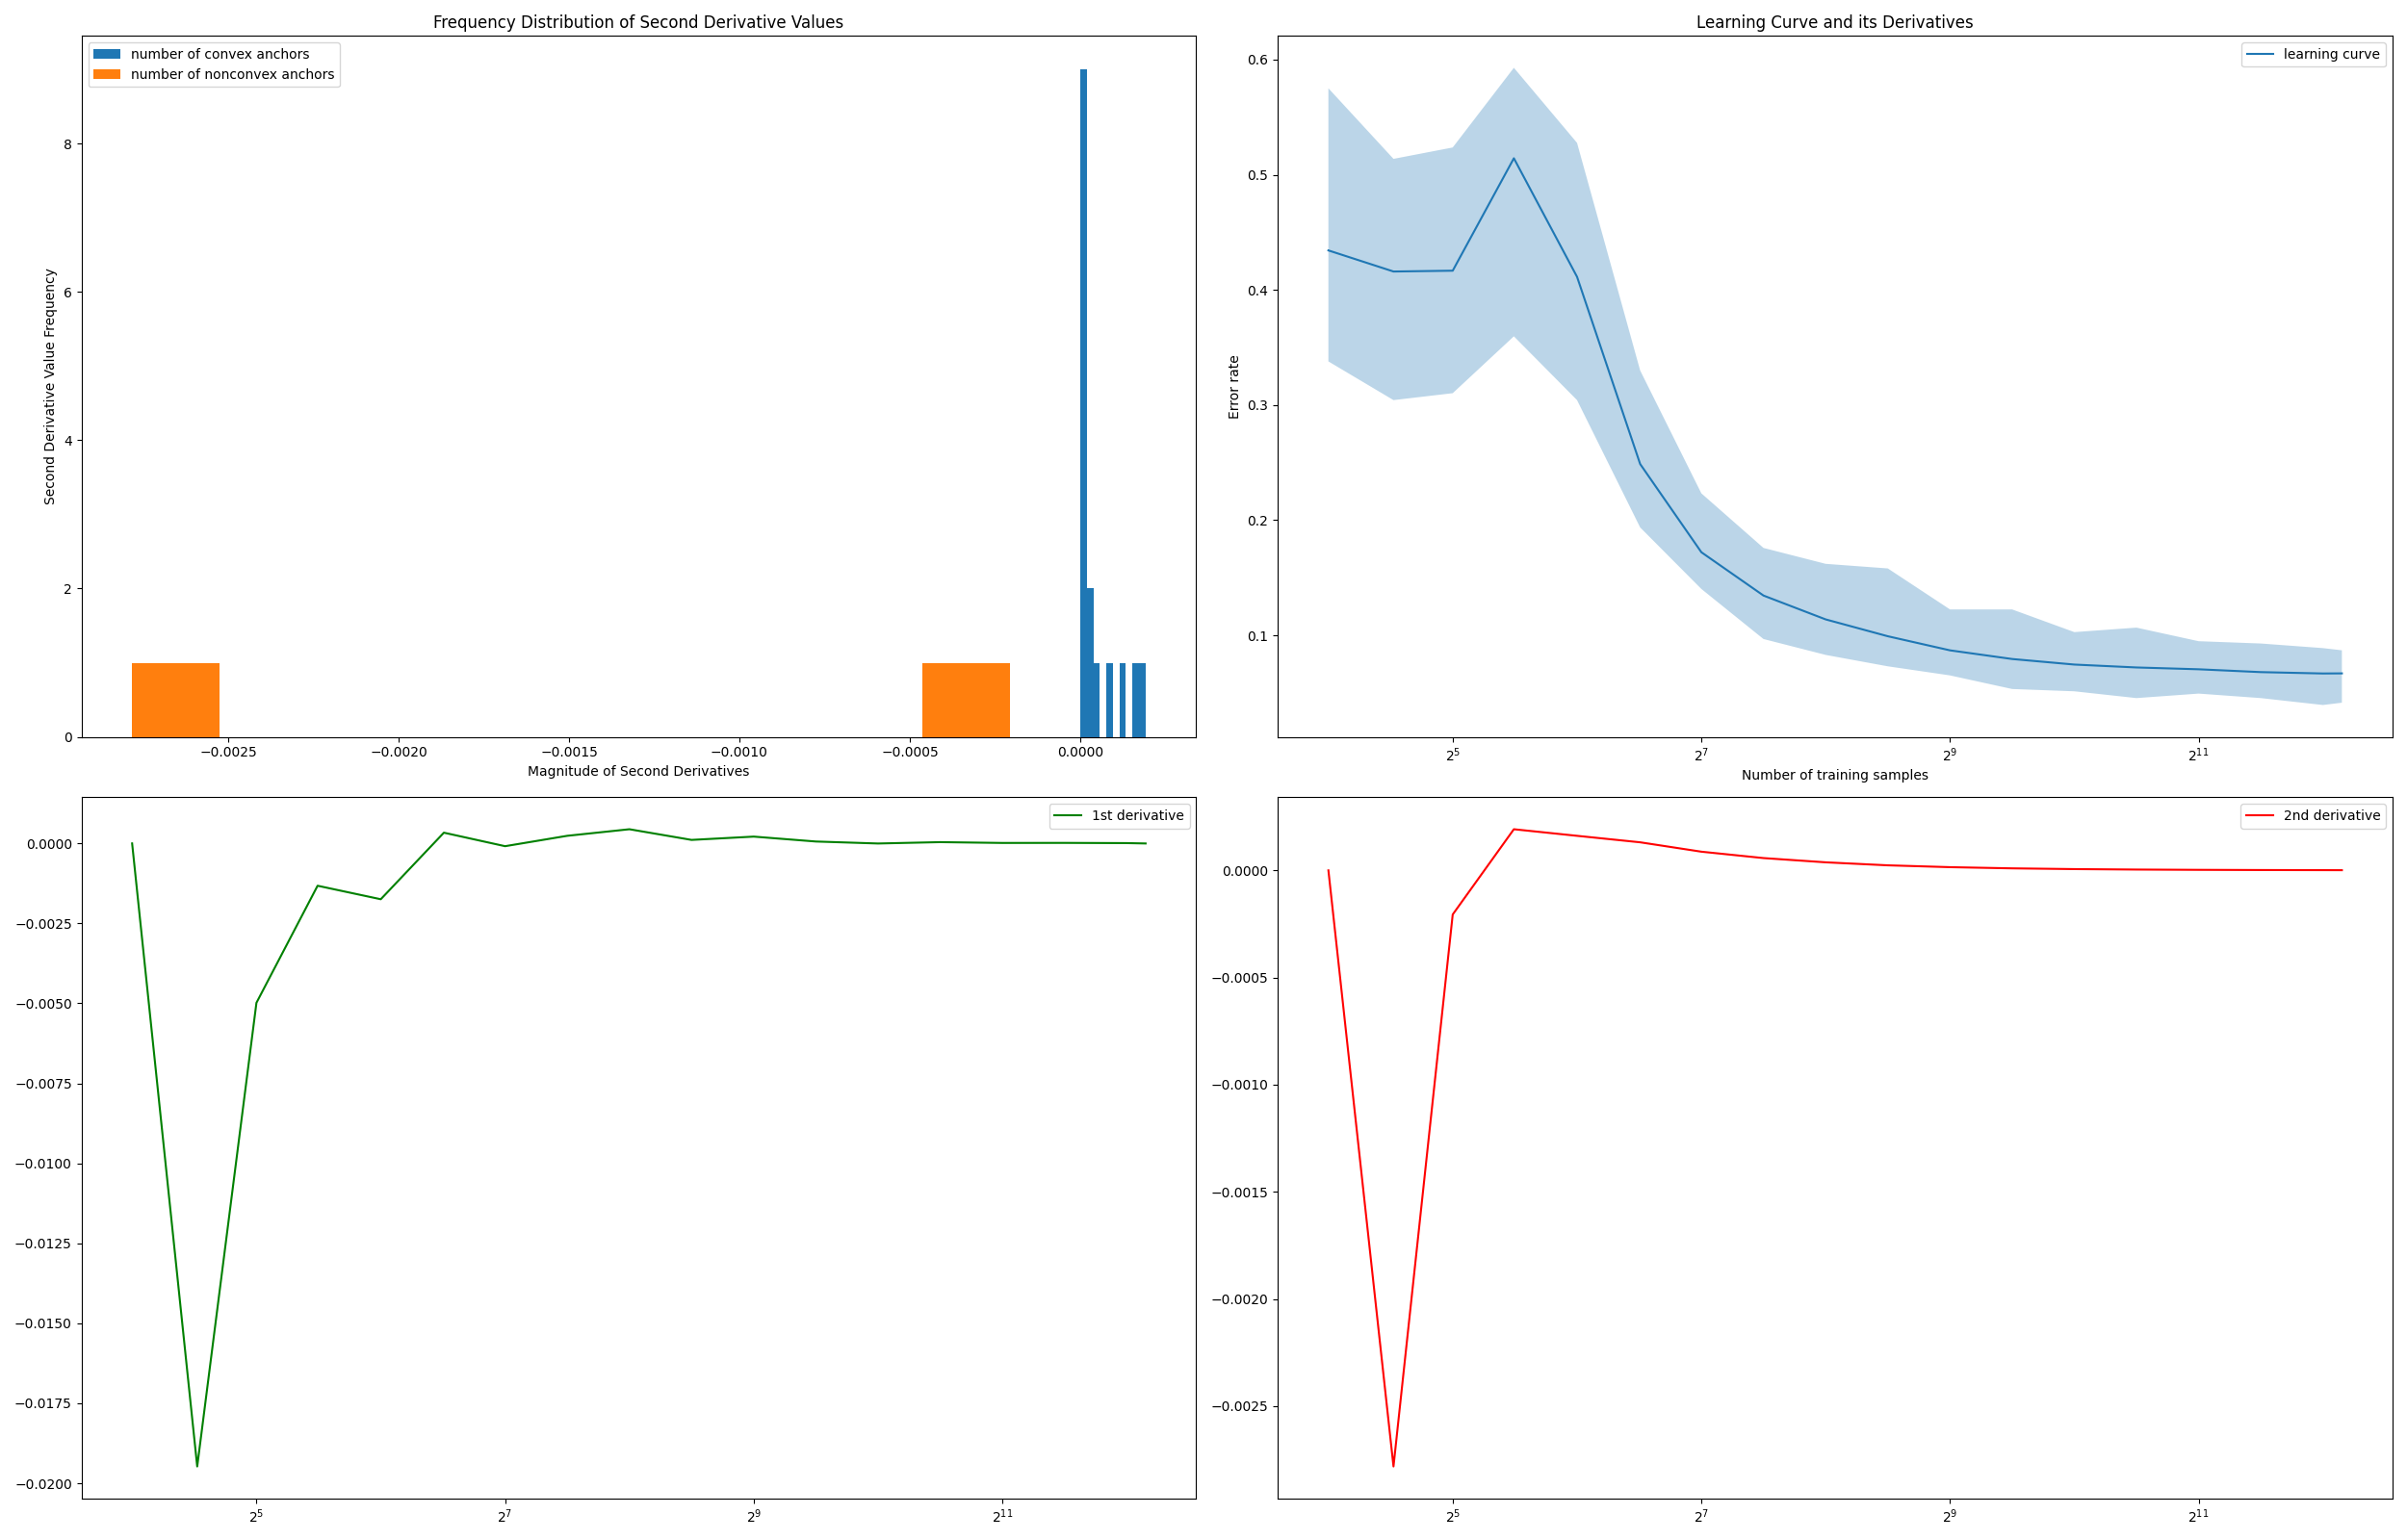 Frequency Distribution of Second Derivative Values
number of convex anchors
number of nonconvex anchors
Second Derivative Value Frequency
8
6
4
2
0
−0.0025 −0.0020 −0.0015 −0.0010 −0.0005 0.0000
Magnitude of Second Derivatives
Learning Curve and its Derivatives
learning curve
Error rate
0.6
0.5
0.4
0.3
0.2
0.1
2^5 2^7 2^9 2^11
Number of training samples
1st derivative
0.0000
−0.0025
−0.0050
−0.0075
−0.0100
−0.0125
−0.0150
−0.0175
−0.0200
2^5 2^7 2^9 2^11
2nd derivative
0.0000
−0.0005
−0.0010
−0.0015
−0.0020
−0.0025
2^5 2^7 2^9 2^11